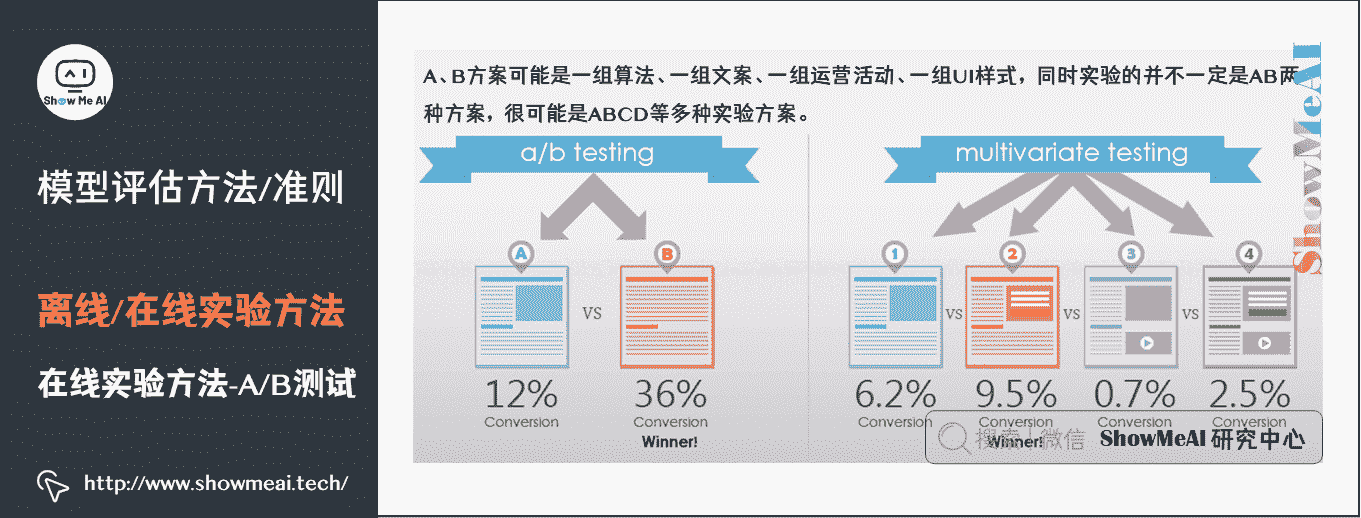 Show Me AI
模型评估方法/准则
离线/在线实验方法
在线实验方法-A/B测试
http://www.showmeai.tech/
A、B方案可能是一组算法、一组文案、一组运营活动、一组UI样式，同时实验的并不一定是AB两
种方案，很可能是ABCD等多种实验方案。
ShowMeAI
a/b testing
A
VS
B
12%
36%
Conversion
Conversion
Winner!
multivariate testing
1
VS
2
VS
3
VS
4
6.2%
9.5%
0.7%
2.5%
Conversion
Conversion
Conversion
Conversion
Winner!
搜索|微信
ShowMeAI 研究中心